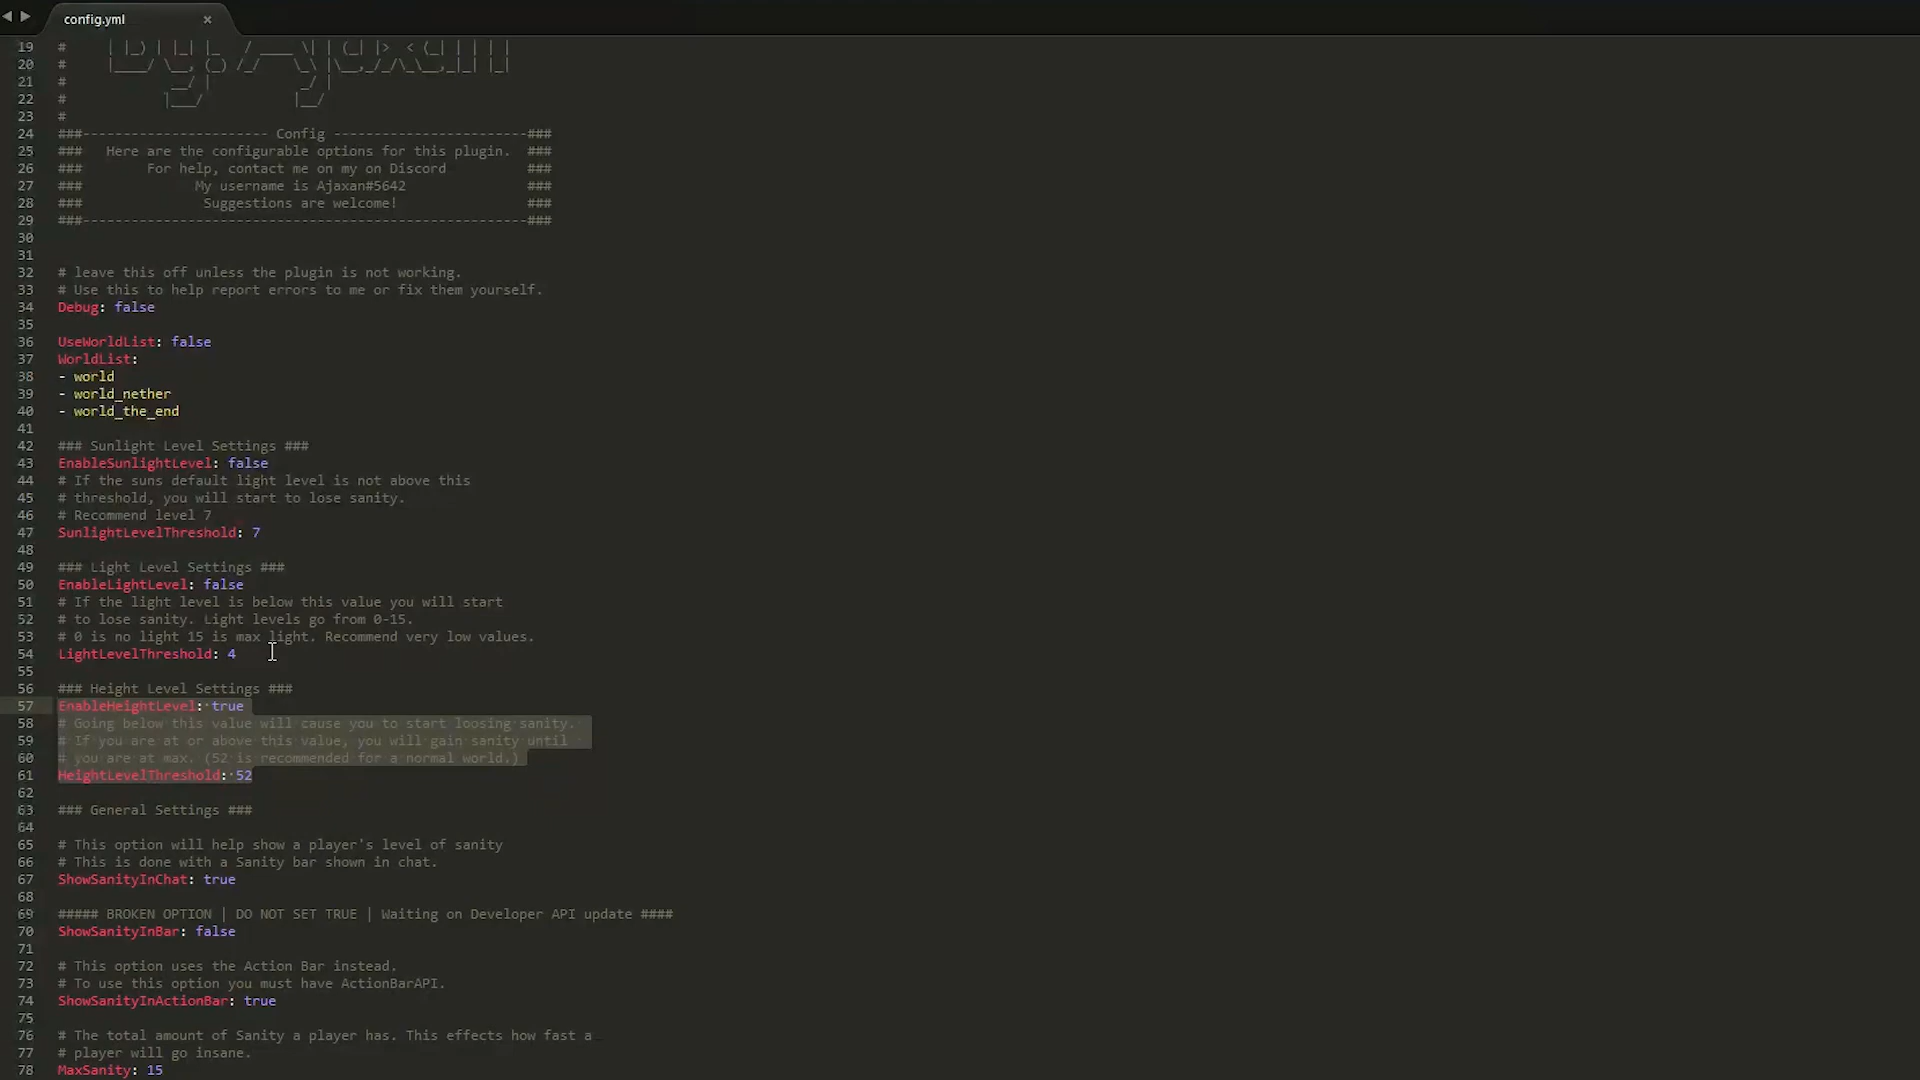 config.yml ×
19 #
20 #
21 #
22 #
23 #
24 ###----------------------- Config ------------------------###
25 ### Here are the configurable options for this plugin. ###
26 ### For help, contact me on my on Discord ###
27 ### My username is Ajaxan#5642 ###
28 ### Suggestions are welcome! ###
29 ###-------------------------------------------------------###
30
31
32 # leave this off unless the plugin is not working.
33 # Use this to help report errors to me or fix them yourself.
34 Debug: false
35
36 UseWorldList: false
37 WorldList:
38 - world
39 - world_nether
40 - world_the_end
41
42 ### Sunlight Level Settings ###
43 EnableSunlightLevel: false
44 # If the suns default light level is not above this
45 # threshold, you will start to lose sanity.
46 # Recommend level 7
47 SunlightLevelThreshold: 7
48
49 ### Light Level Settings ###
50 EnableLightLevel: false
51 # If the light level is below this value you will start
52 # to lose sanity. Light levels go from 0-15.
53 # 0 is no light 15 is max light. Recommend very low values.
54 LightLevelThreshold: 4
55
56 ### Height Level Settings ###
57 EnableHeightLevel: true
58 # Going below this value will cause you to start loosing sanity.
59 # If you are at or above this value, you will gain sanity until
60 # you are at max. (52 is recommended for a normal world.)
61 HeightLevelThreshold: 52
62
63 ### General Settings ###
64
65 # This option will help show a player's level of sanity
66 # This is done with a Sanity bar shown in chat.
67 ShowSanityInChat: true
68
69 ##### BROKEN OPTION | DO NOT SET TRUE | Waiting on Developer API update ####
70 ShowSanityInBar: false
71
72 # This option uses the Action Bar instead.
73 # To use this option you must have ActionBarAPI.
74 ShowSanityInActionBar: true
75
76 # The total amount of Sanity a player has. This effects how fast a
77 # player will go insane.
78 MaxSanity: 15